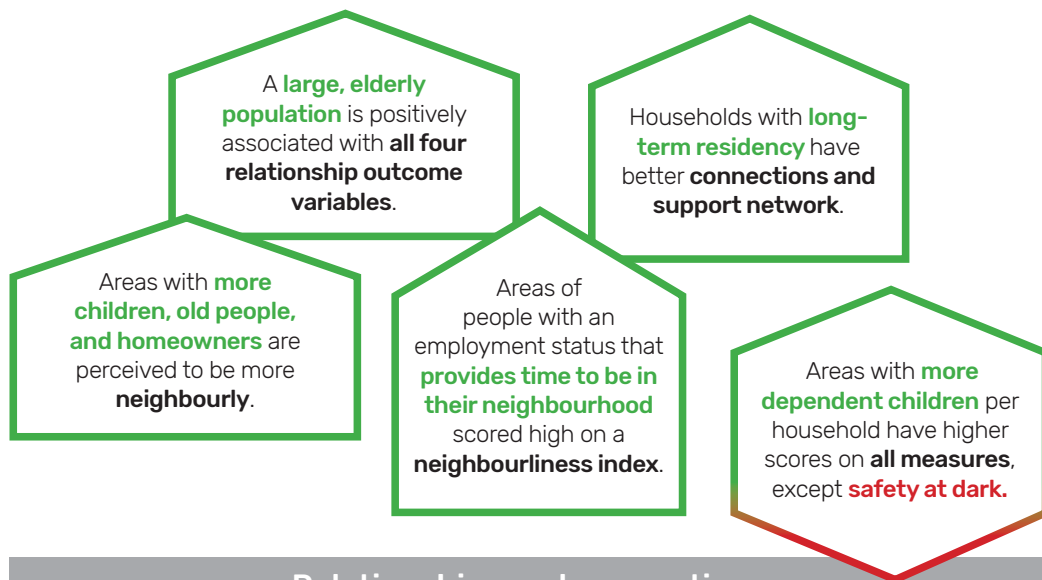 A large, elderly
population is positively
associated with all four
relationship outcome
variables.
Households with long-
term residency have
better connections and
support network.
Areas with more
children, old people,
and homeowners are
perceived to be more
neighbourly.
Areas of
people with an
employment status that
provides time to be in
their neighbourhood
scored high on a
neighbourliness index.
Areas with more
dependent children per
household have higher
scores on all measures,
except safety at dark.